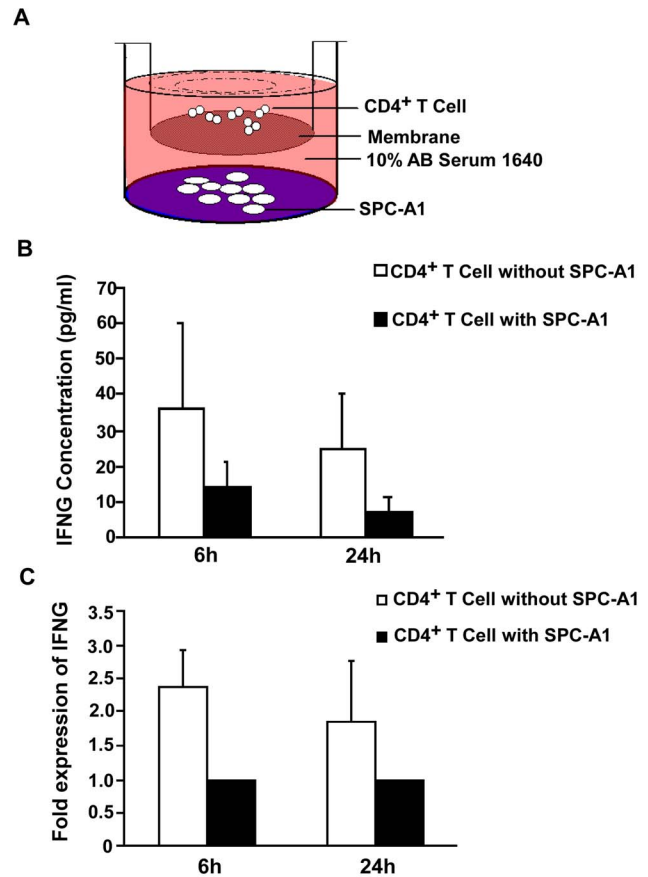 A
CD4+ T Cell
Membrane
10% AB Serum 1640
SPC-A1
B
CD4+ T Cell without SPC-A1
CD4+ T Cell with SPC-A1
IFNG Concentration (pg/ml)
70
60
50
40
30
20
10
0
6h
24h
C
CD4+ T Cell without SPC-A1
CD4+ T Cell with SPC-A1
Fold expression of IFNG
3.5
3.0
2.5
2.0
1.5
1.0
0.5
0
6h
24h